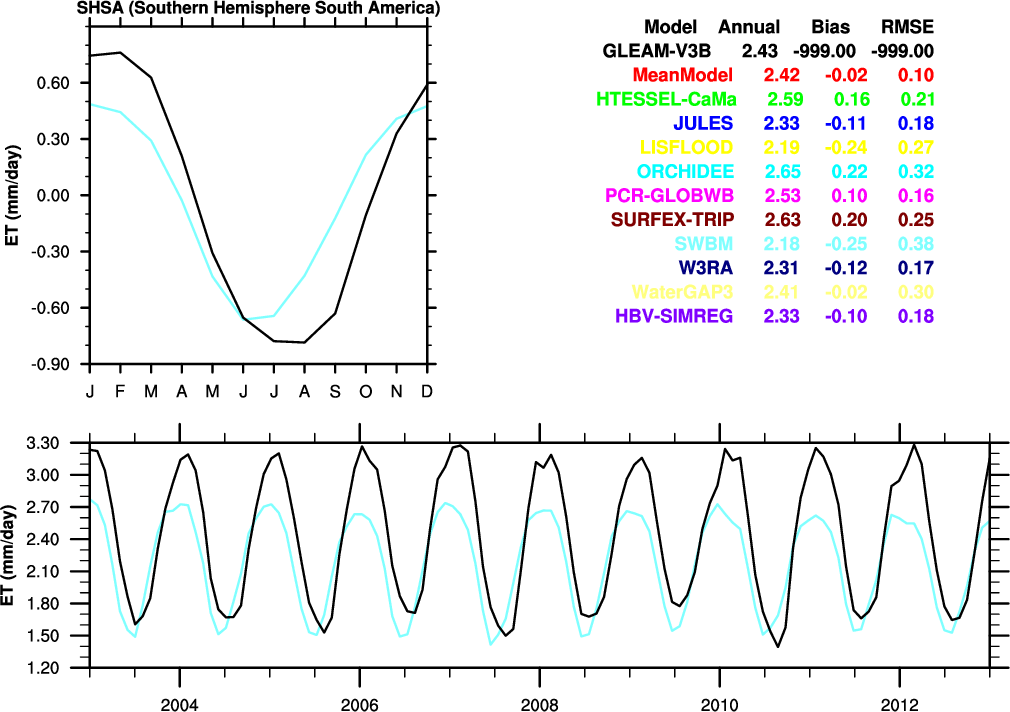 SHSA (Southern Hemisphere South America)
Model Annual Bias RMSE
GLEAM-V3B 2.43 -999.00 -999.00
MeanModel 2.42 -0.02 0.10
HTESSEL-CaMa 2.59 0.16 0.21
JULES 2.33 -0.11 0.18
LISFLOOD 2.19 -0.24 0.27
ORCHIDEE 2.65 0.22 0.32
PCR-GLOBWB 2.53 0.10 0.16
SURFEX-TRIP 2.63 0.20 0.25
SWBM 2.18 -0.25 0.38
W3RA 2.31 -0.12 0.17
WaterGAP3 2.41 -0.02 0.30
HBV-SIMREG 2.33 -0.10 0.18
ET (mm/day)
0.60
0.30
0.00
-0.30
-0.60
-0.90
J F M A M J J A S O N D
ET (mm/day)
3.30
3.00
2.70
2.40
2.10
1.80
1.50
1.20
2004 2006 2008 2010 2012